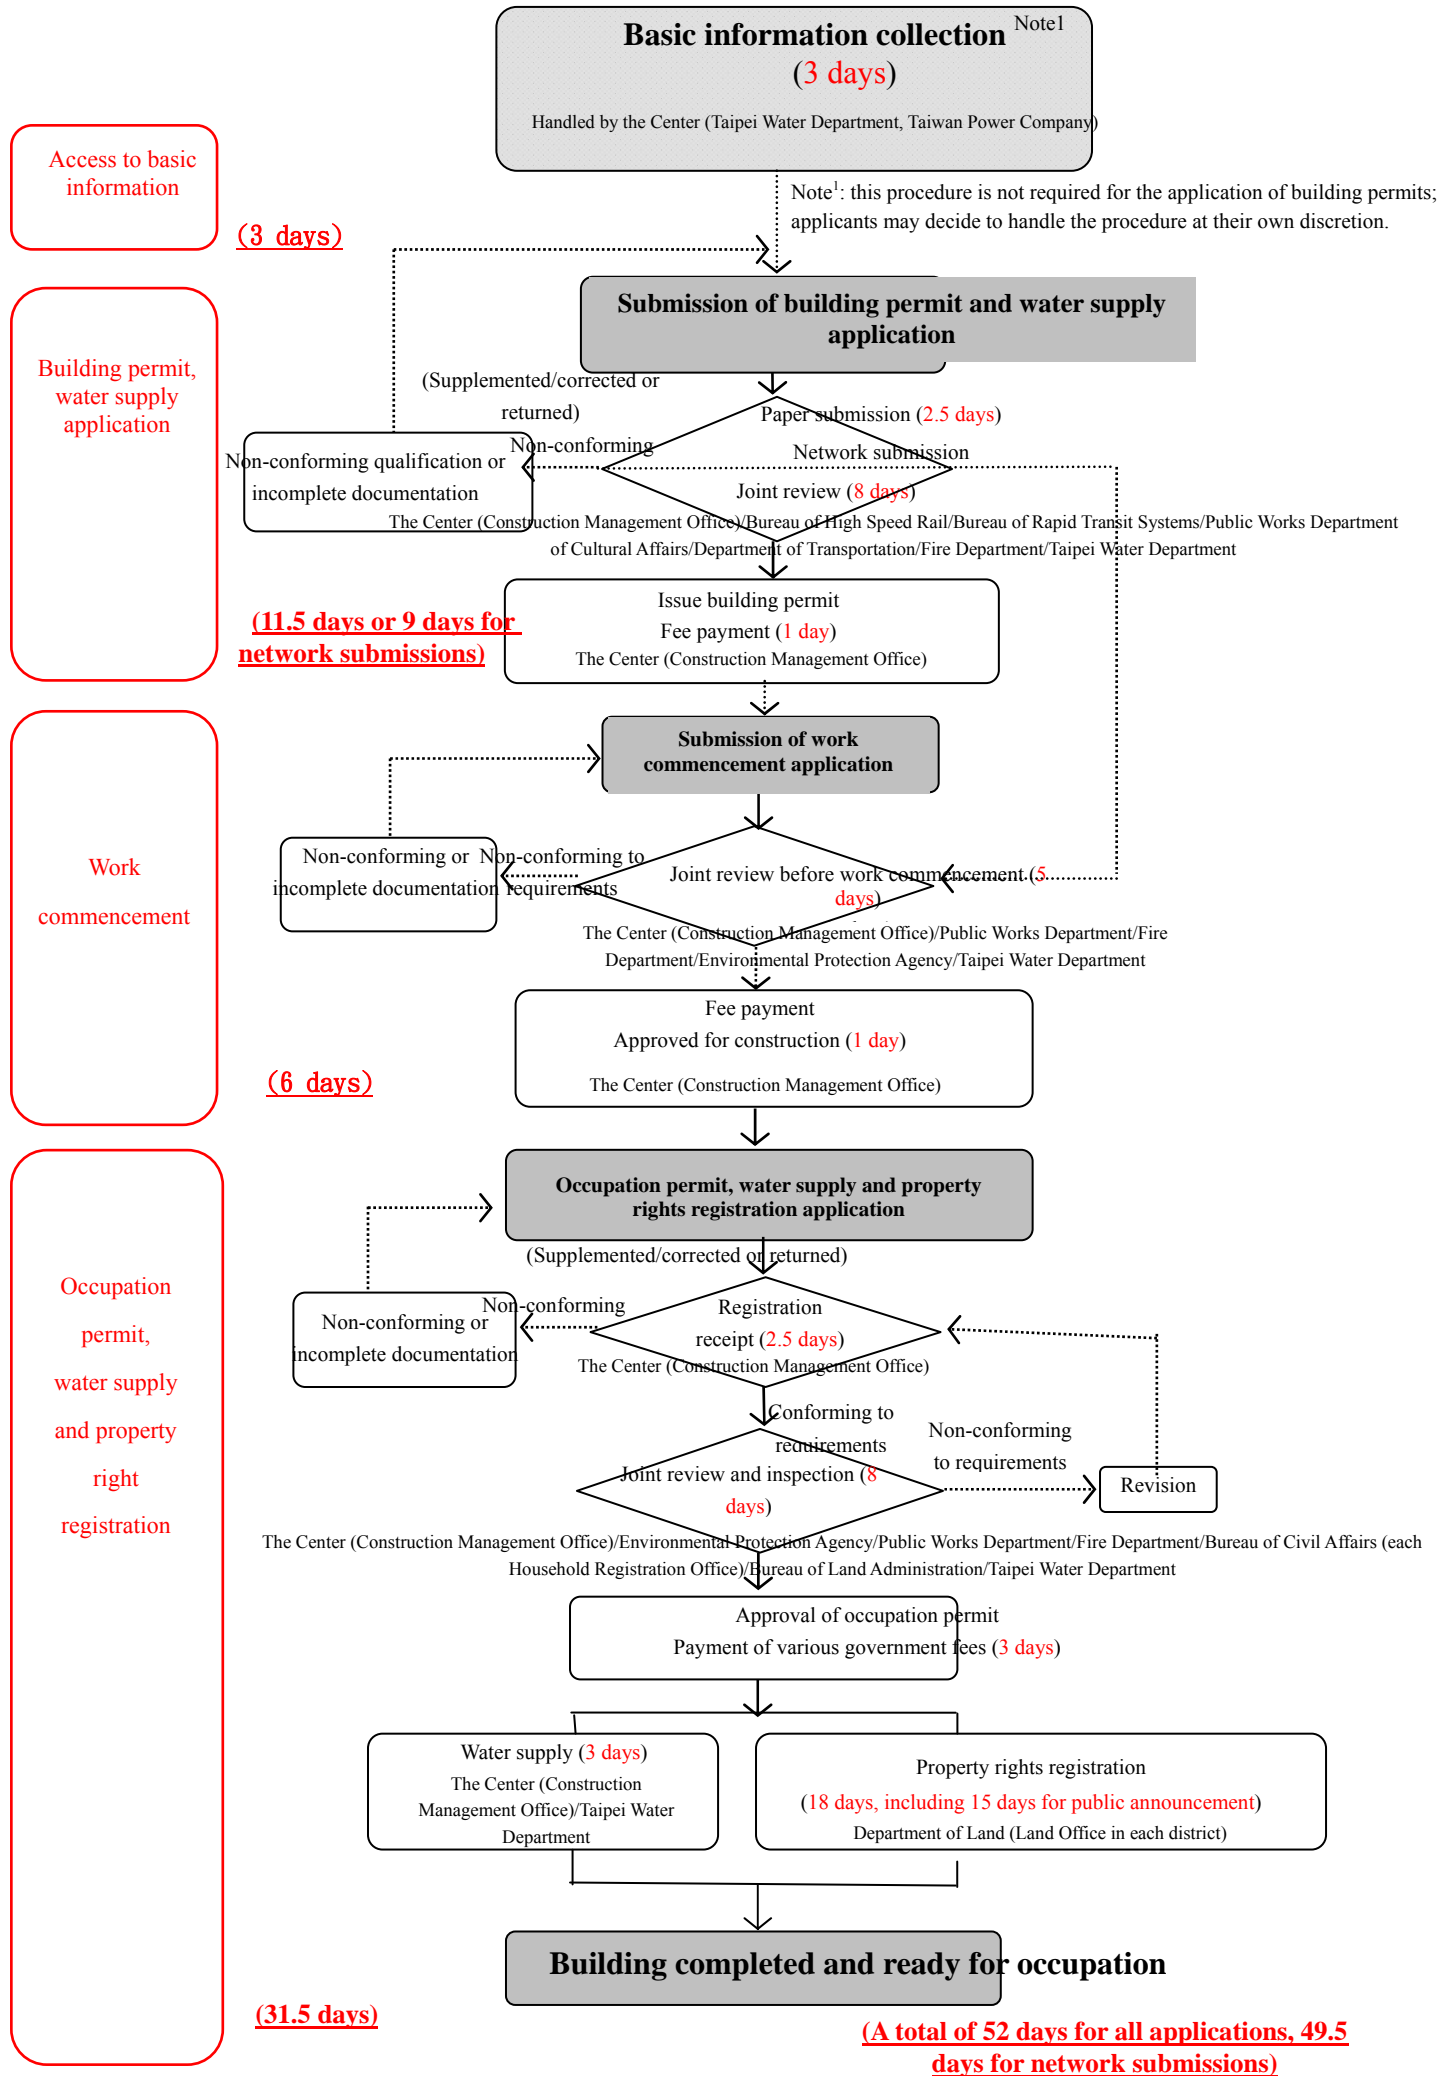 Basic information collection Note1
(3 days)
Handled by the Center (Taipei Water Department, Taiwan Power Company)
Access to basic
information
Note1: this procedure is not required for the application of building permits;
applicants may decide to handle the procedure at their own discretion.
(3 days)
Submission of building permit and water supply
application
Building permit,
water supply
application
(Supplemented/corrected or
returned)
Non-conforming
Paper submission (2.5 days)
Network submission
Non-conforming qualification or
incomplete documentation
Joint review (8 days)
The Center (Construction Management Office)/Bureau of High Speed Rail/Bureau of Rapid Transit Systems/Public Works Department
of Cultural Affairs/Department of Transportation/Fire Department/Taipei Water Department
Issue building permit
Fee payment (1 day)
The Center (Construction Management Office)
(11.5 days or 9 days for
network submissions)
Submission of work
commencement application
Work
commencement
Non-conforming or
incomplete documentation
Non-conforming to
requirements
Joint review before work commencement (5
days)
The Center (Construction Management Office)/Public Works Department/Fire
Department/Environmental Protection Agency/Taipei Water Department
Fee payment
Approved for construction (1 day)
The Center (Construction Management Office)
(6 days)
Occupation permit, water supply and property
rights registration application
(Supplemented/corrected or returned)
Occupation
permit,
water supply
and property
right
registration
Non-conforming or
incomplete documentation
Non-conforming
Registration
receipt (2.5 days)
The Center (Construction Management Office)
Conforming to
requirements
Non-conforming
to requirements
Joint review and inspection (8
days)
Revision
The Center (Construction Management Office)/Environmental Protection Agency/Public Works Department/Fire Department/Bureau of Civil Affairs (each
Household Registration Office)/Bureau of Land Administration/Taipei Water Department
Approval of occupation permit
Payment of various government fees (3 days)
Water supply (3 days)
The Center (Construction
Management Office)/Taipei Water
Department
Property rights registration
(18 days, including 15 days for public announcement)
Department of Land (Land Office in each district)
Building completed and ready for occupation
(31.5 days)
(A total of 52 days for all applications, 49.5
days for network submissions)